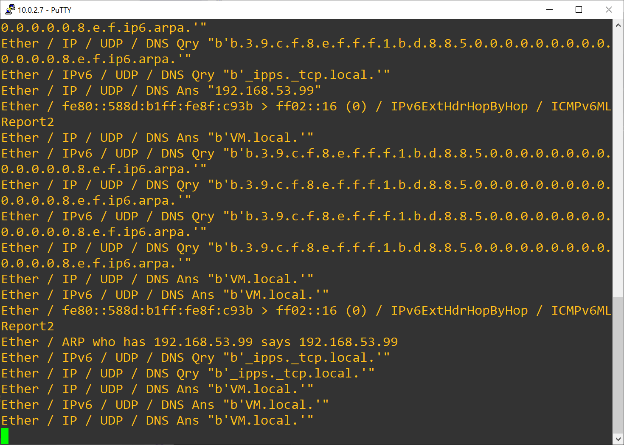 10.0.2.7 - PuTTY
0.0.0.0.0.8.e.f.ip6.arpa.'"
Ether / IP / UDP / DNS Qry "b'b.3.9.c.f.8.e.f.f.f.1.b.d.8.8.5.0.0.0.0.0.0.0.0.0.
0.0.0.0.0.8.e.f.ip6.arpa.'"
Ether / IPv6 / UDP / DNS Qry "b'_ipps._tcp.local.'"
Ether / IP / UDP / DNS Ans "192.168.53.99"
Ether / fe80::588d:b1ff:fe8f:c93b > ff02::16 (0) / IPv6ExtHdrHopByHop / ICMPv6ML
Report2
Ether / IP / UDP / DNS Ans "b'VM.local.'"
Ether / IPv6 / UDP / DNS Qry "b'b.3.9.c.f.8.e.f.f.f.1.b.d.8.8.5.0.0.0.0.0.0.0.
0.0.0.0.0.8.e.f.ip6.arpa.'"
Ether / IP / UDP / DNS Qry "b'b.3.9.c.f.8.e.f.f.f.1.b.d.8.8.5.0.0.0.0.0.0.0.0.0.
0.0.0.0.0.8.e.f.ip6.arpa.'"
Ether / IPv6 / UDP / DNS Qry "b'b.3.9.c.f.8.e.f.f.f.1.b.d.8.8.5.0.0.0.0.0.0.0.
0.0.0.0.0.8.e.f.ip6.arpa.'"
Ether / IP / UDP / DNS Qry "b'b.3.9.c.f.8.e.f.f.f.1.b.d.8.8.5.0.0.0.0.0.0.0.0.0.
0.0.0.0.0.8.e.f.ip6.arpa.'"
Ether / IP / UDP / DNS Ans "b'VM.local.'"
Ether / IPv6 / UDP / DNS Ans "b'VM.local.'"
Ether / fe80::588d:b1ff:fe8f:c93b > ff02::16 (0) / IPv6ExtHdrHopByHop / ICMPv6ML
Report2
Ether / ARP who has 192.168.53.99 says 192.168.53.99
Ether / IPv6 / UDP / DNS Qry "b'_ipps._tcp.local.'"
Ether / IP / UDP / DNS Qry "b'_ipps._tcp.local.'"
Ether / IP / UDP / DNS Ans "b'VM.local.'"
Ether / IPv6 / UDP / DNS Ans "b'VM.local.'"
Ether / IP / UDP / DNS Ans "b'VM.local.'"